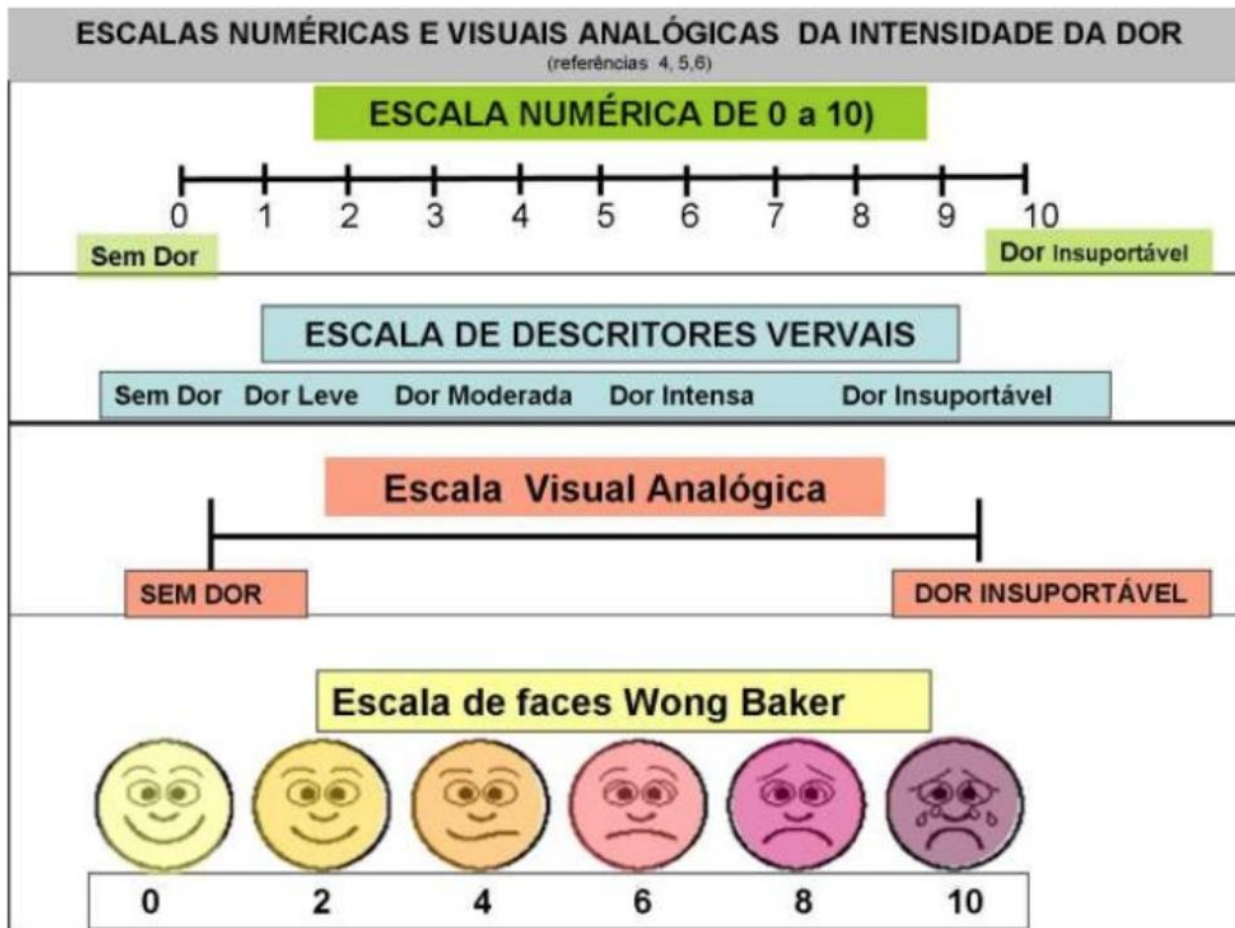 ESCALAS NUMÉRICAS E VISUAIS ANALÓGICAS DA INTENSIDADE DA DOR
(referências 4, 5,6)
ESCALA NUMÉRICA DE 0 a 10)
0 1 2 3 4 5 6 7 8 9 10
Sem Dor Dor Insuportável
ESCALA DE DESCRITORES VERVAIS
Sem Dor Dor Leve Dor Moderada Dor Intensa Dor Insuportável
Escala Visual Analógica
SEM DOR DOR INSUPORTÁVEL
Escala de faces Wong Baker
0 2 4 6 8 10